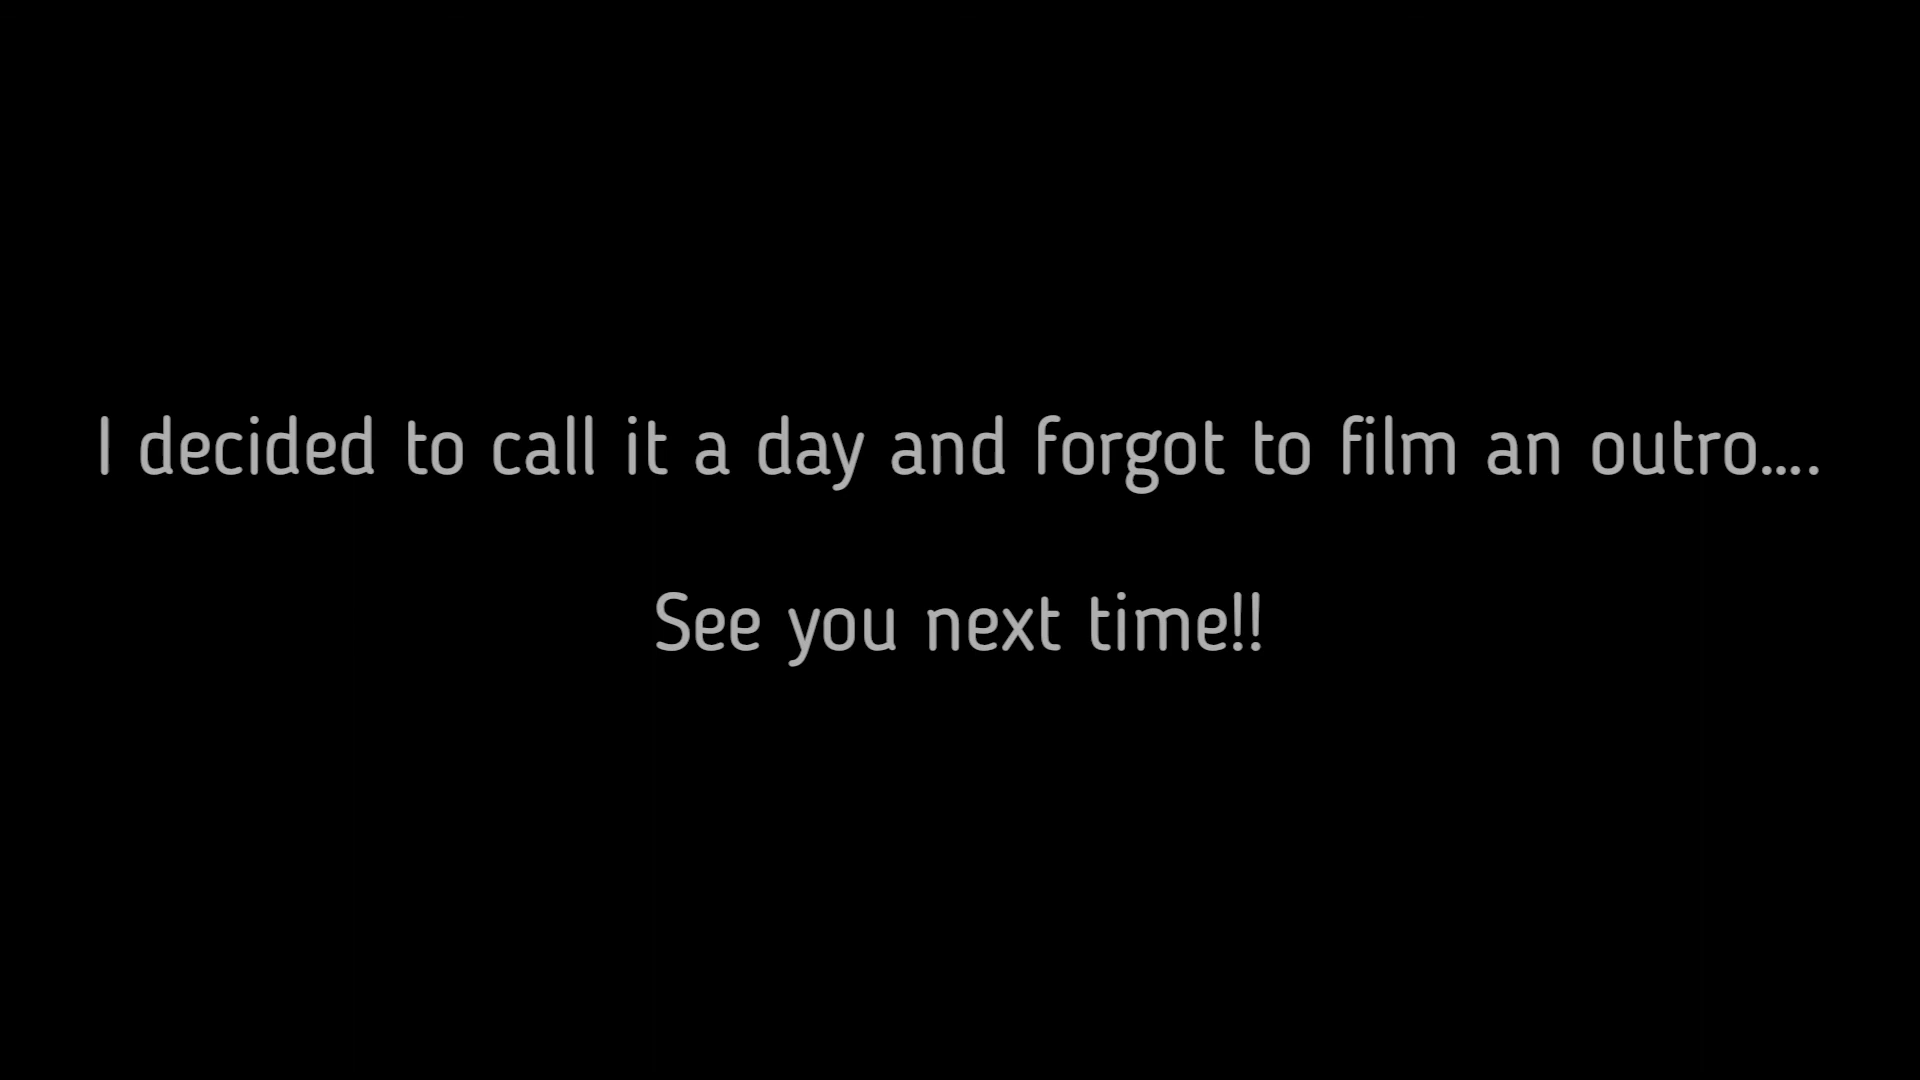 I decided to call it a day and forgot to film an outro....
See you next time!!